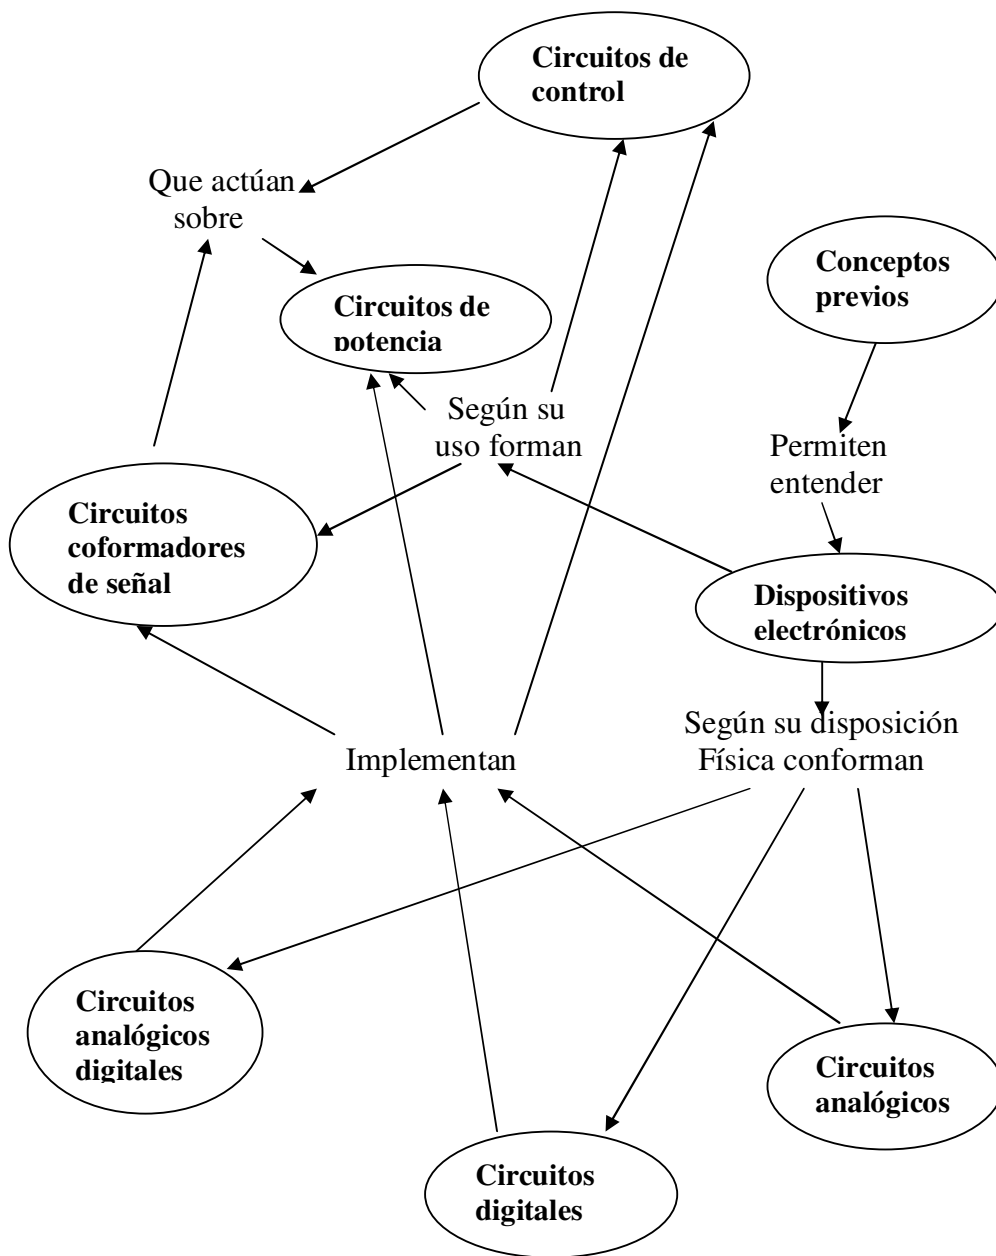 Circuitos de
control
Que actúan
sobre
Conceptos
previos
Circuitos de
potencia
Según su
uso forman
Permiten
entender
Circuitos
coformadores
de señal
Dispositivos
electrónicos
Según su disposición
Física conforman
Implementan
Circuitos
analógicos
digitales
Circuitos
analógicos
Circuitos
digitales